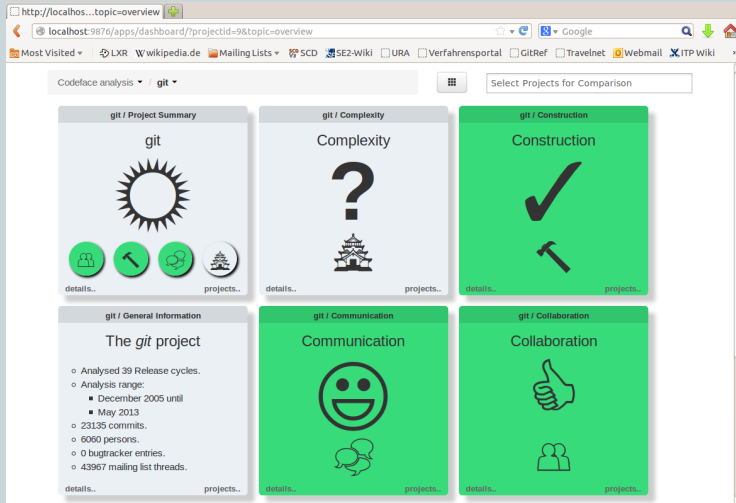 http://localhos...topic=overview
localhost:9876/apps/dashboard/?projectid=9&topic=overview
Google
Most Visited
LXR
Wwikipedia.de
Mailing Lists
SCD
SE2-Wiki
URA
Verfahrensportal
GitRef
Travelnet
Webmail
ITP Wiki
»
Codeface analysis / git
Select Projects for Comparison
git / Project Summary
git
details..
projects..
git / Complexity
Complexity
?
details..
projects..
git / Construction
Construction
details..
projects..
git / General Information
The git project
Analysed 39 Release cycles.
Analysis range:
December 2005 until
May 2013
23135 commits.
6060 persons.
0 bugtracker entries.
43967 mailing list threads.
details..
projects..
git / Communication
Communication
details..
projects..
git / Collaboration
Collaboration
details..
projects..